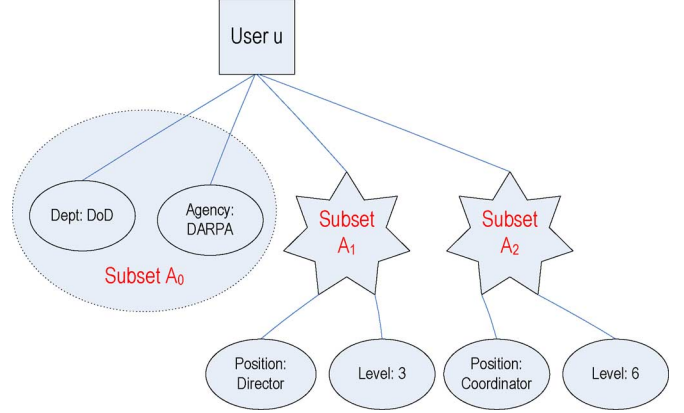 User u
Dept: DoD
Agency:
DARPA
Subset A₀
Subset
A₁
Subset
A₂
Position:
Director
Level: 3
Position:
Coordinator
Level: 6